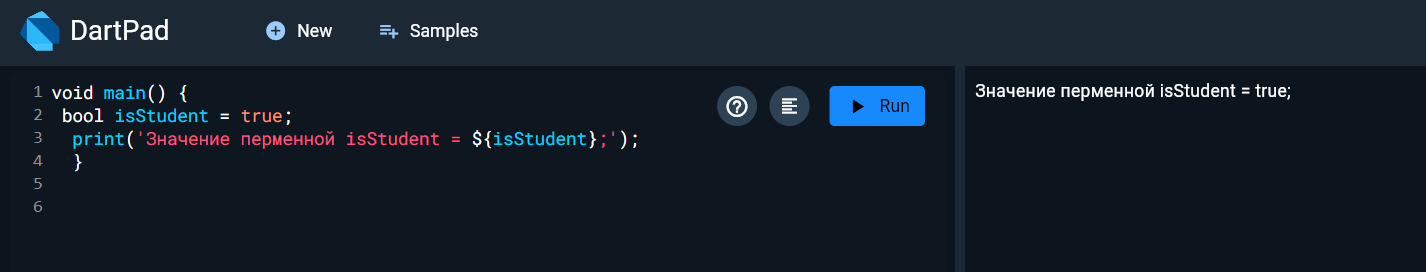 DartPad New Samples
1 void main() {
2 bool isStudent = true;
3 print('Значение перменной isStudent = ${isStudent};');
4 }
5
6
Run
Значение перменной isStudent = true;